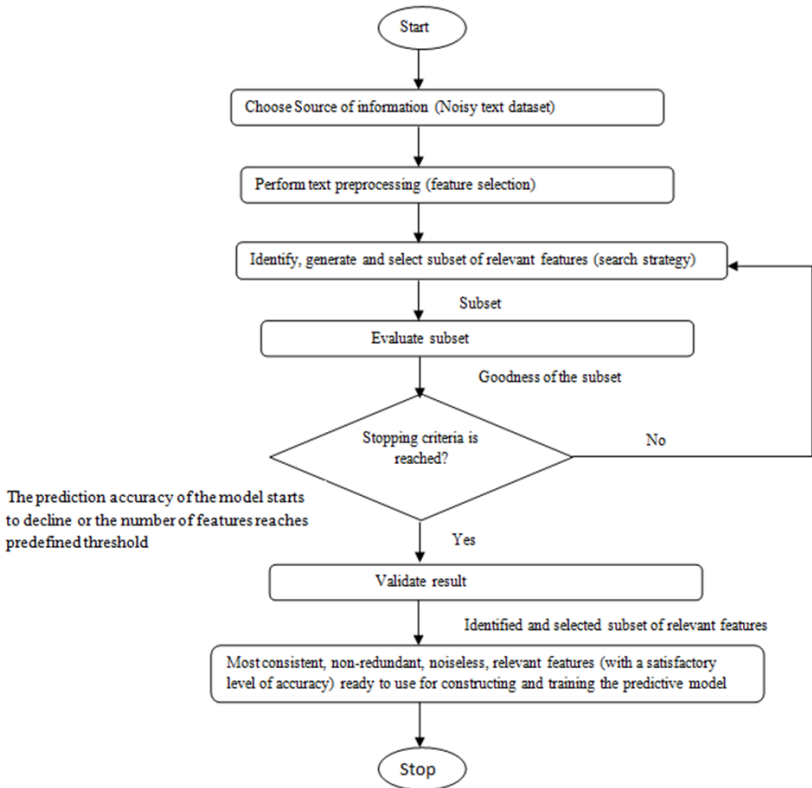 Start
Choose Source of information (Noisy text dataset)
Perform text preprocessing (feature selection)
Identify, generate and select subset of relevant features (search strategy)
Subset
Evaluate subset
Goodness of the subset
Stopping criteria is
reached?
No
The prediction accuracy of the model starts
to decline or the number of features reaches
predefined threshold
Yes
Validate result
Identified and selected subset of relevant features
Most consistent, non-redundant, noiseless, relevant features (with a satisfactory
level of accuracy) ready to use for constructing and training the predictive model
Stop